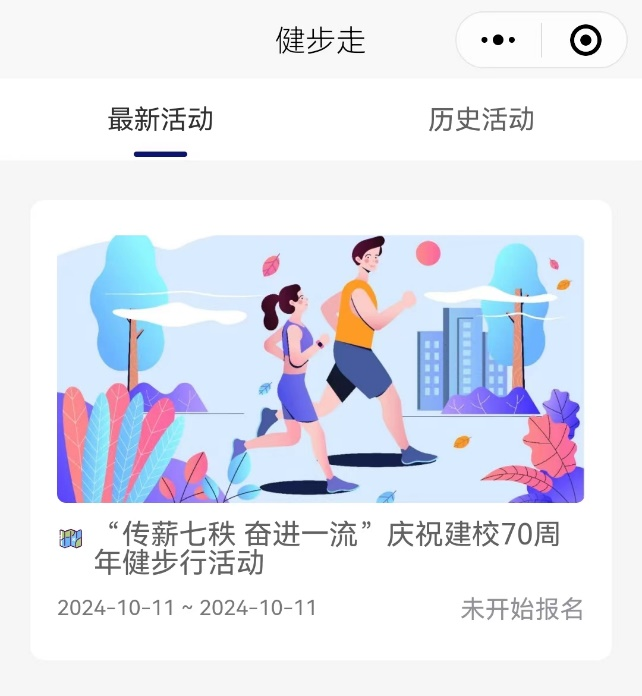 健步走
最新活动
历史活动
“传薪七秩 奋进一流”庆祝建校70周
年健步行活动
2024-10-11 ~ 2024-10-11
未开始报名